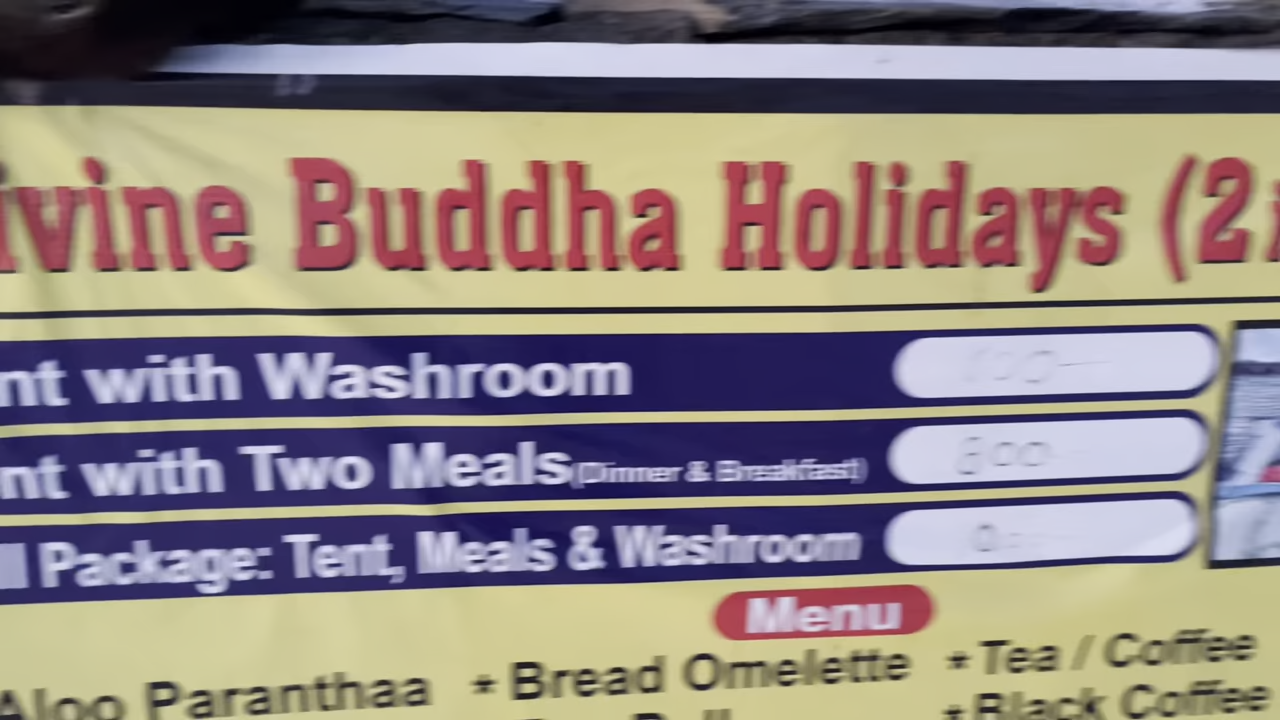 ivine Buddha Holidays (2
nt with Washroom
nt with Two Meals (Dinner & Breakfast) 800
l Package: Tent, Meals & Washroom
Menu
Aloo Paranthaa * Bread Omelette * Tea / Coffee
* Black Coffee